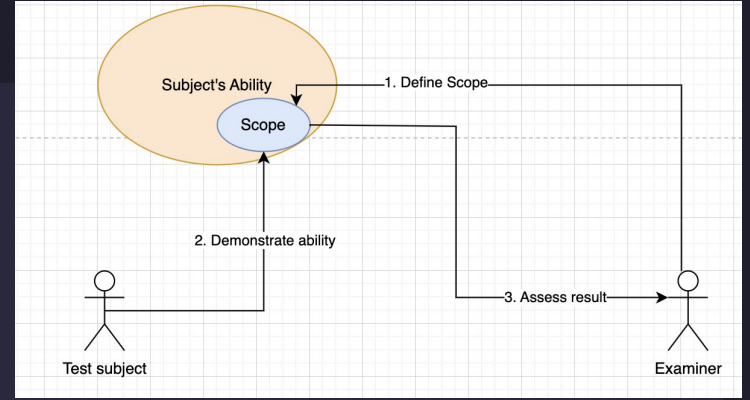 Subject's Ability
1. Define Scope
Scope
2. Demonstrate ability
3. Assess result
Test subject
Examiner